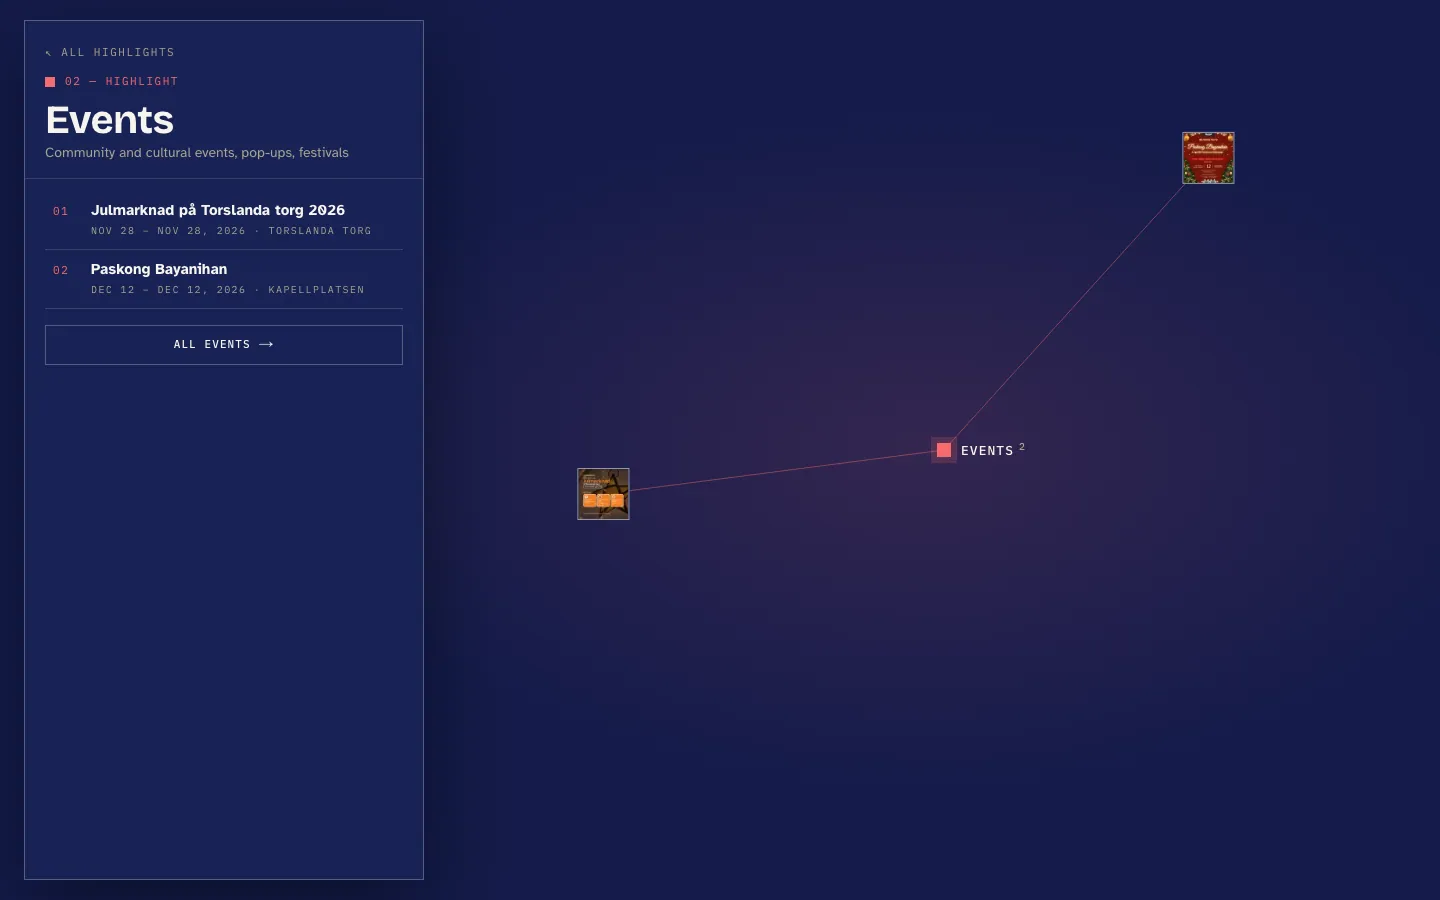 ↖ ALL HIGHLIGHTS
02 — HIGHLIGHT
Events
Community and cultural events, pop-ups, festivals
01 Julmarknad på Torslanda torg 2026
NOV 28 – NOV 28, 2026 · TORSLANDA TORG
02 Paskong Bayanihan
DEC 12 – DEC 12, 2026 · KAPELLPLATSEN
ALL EVENTS →
EVENTS 2
Paskong Bayanihan